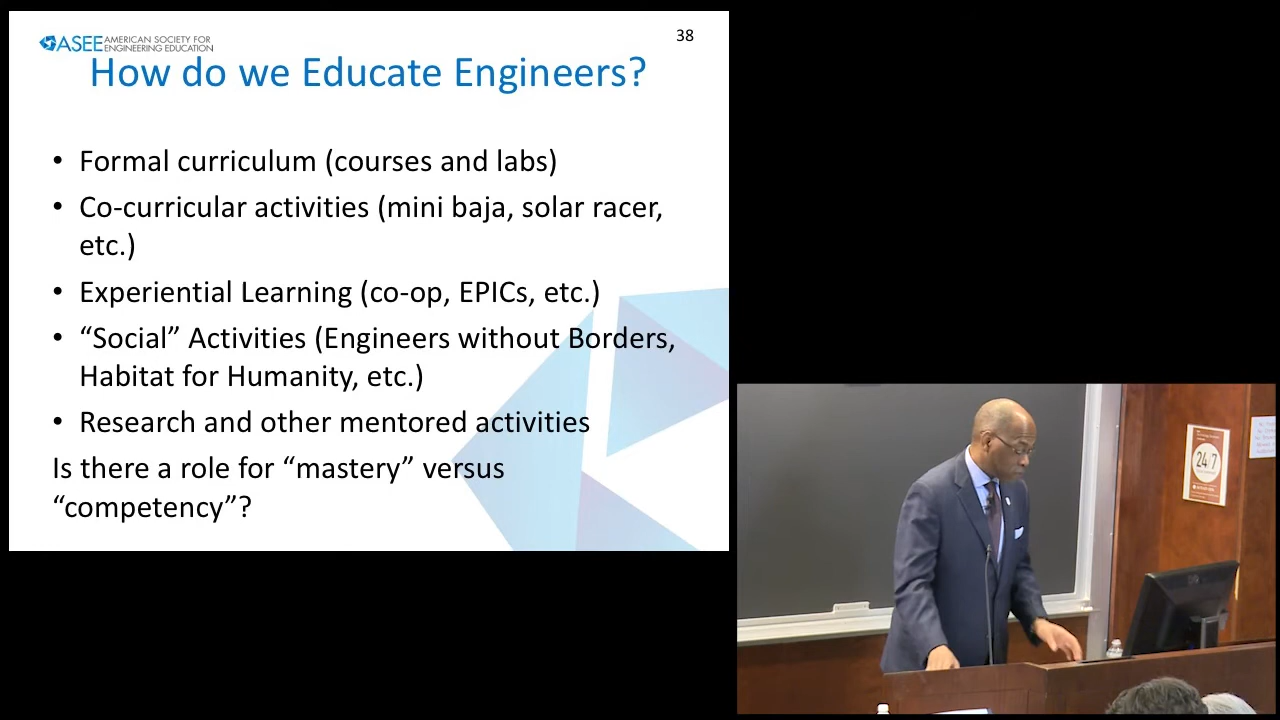 ASEE AMERICAN SOCIETY FOR
ENGINEERING EDUCATION
38
How do we Educate Engineers?
• Formal curriculum (courses and labs)
• Co-curricular activities (mini baja, solar racer,
etc.)
• Experiential Learning (co-op, EPICs, etc.)
• “Social” Activities (Engineers without Borders,
Habitat for Humanity, etc.)
• Research and other mentored activities
Is there a role for “mastery” versus
“competency”?
24/7